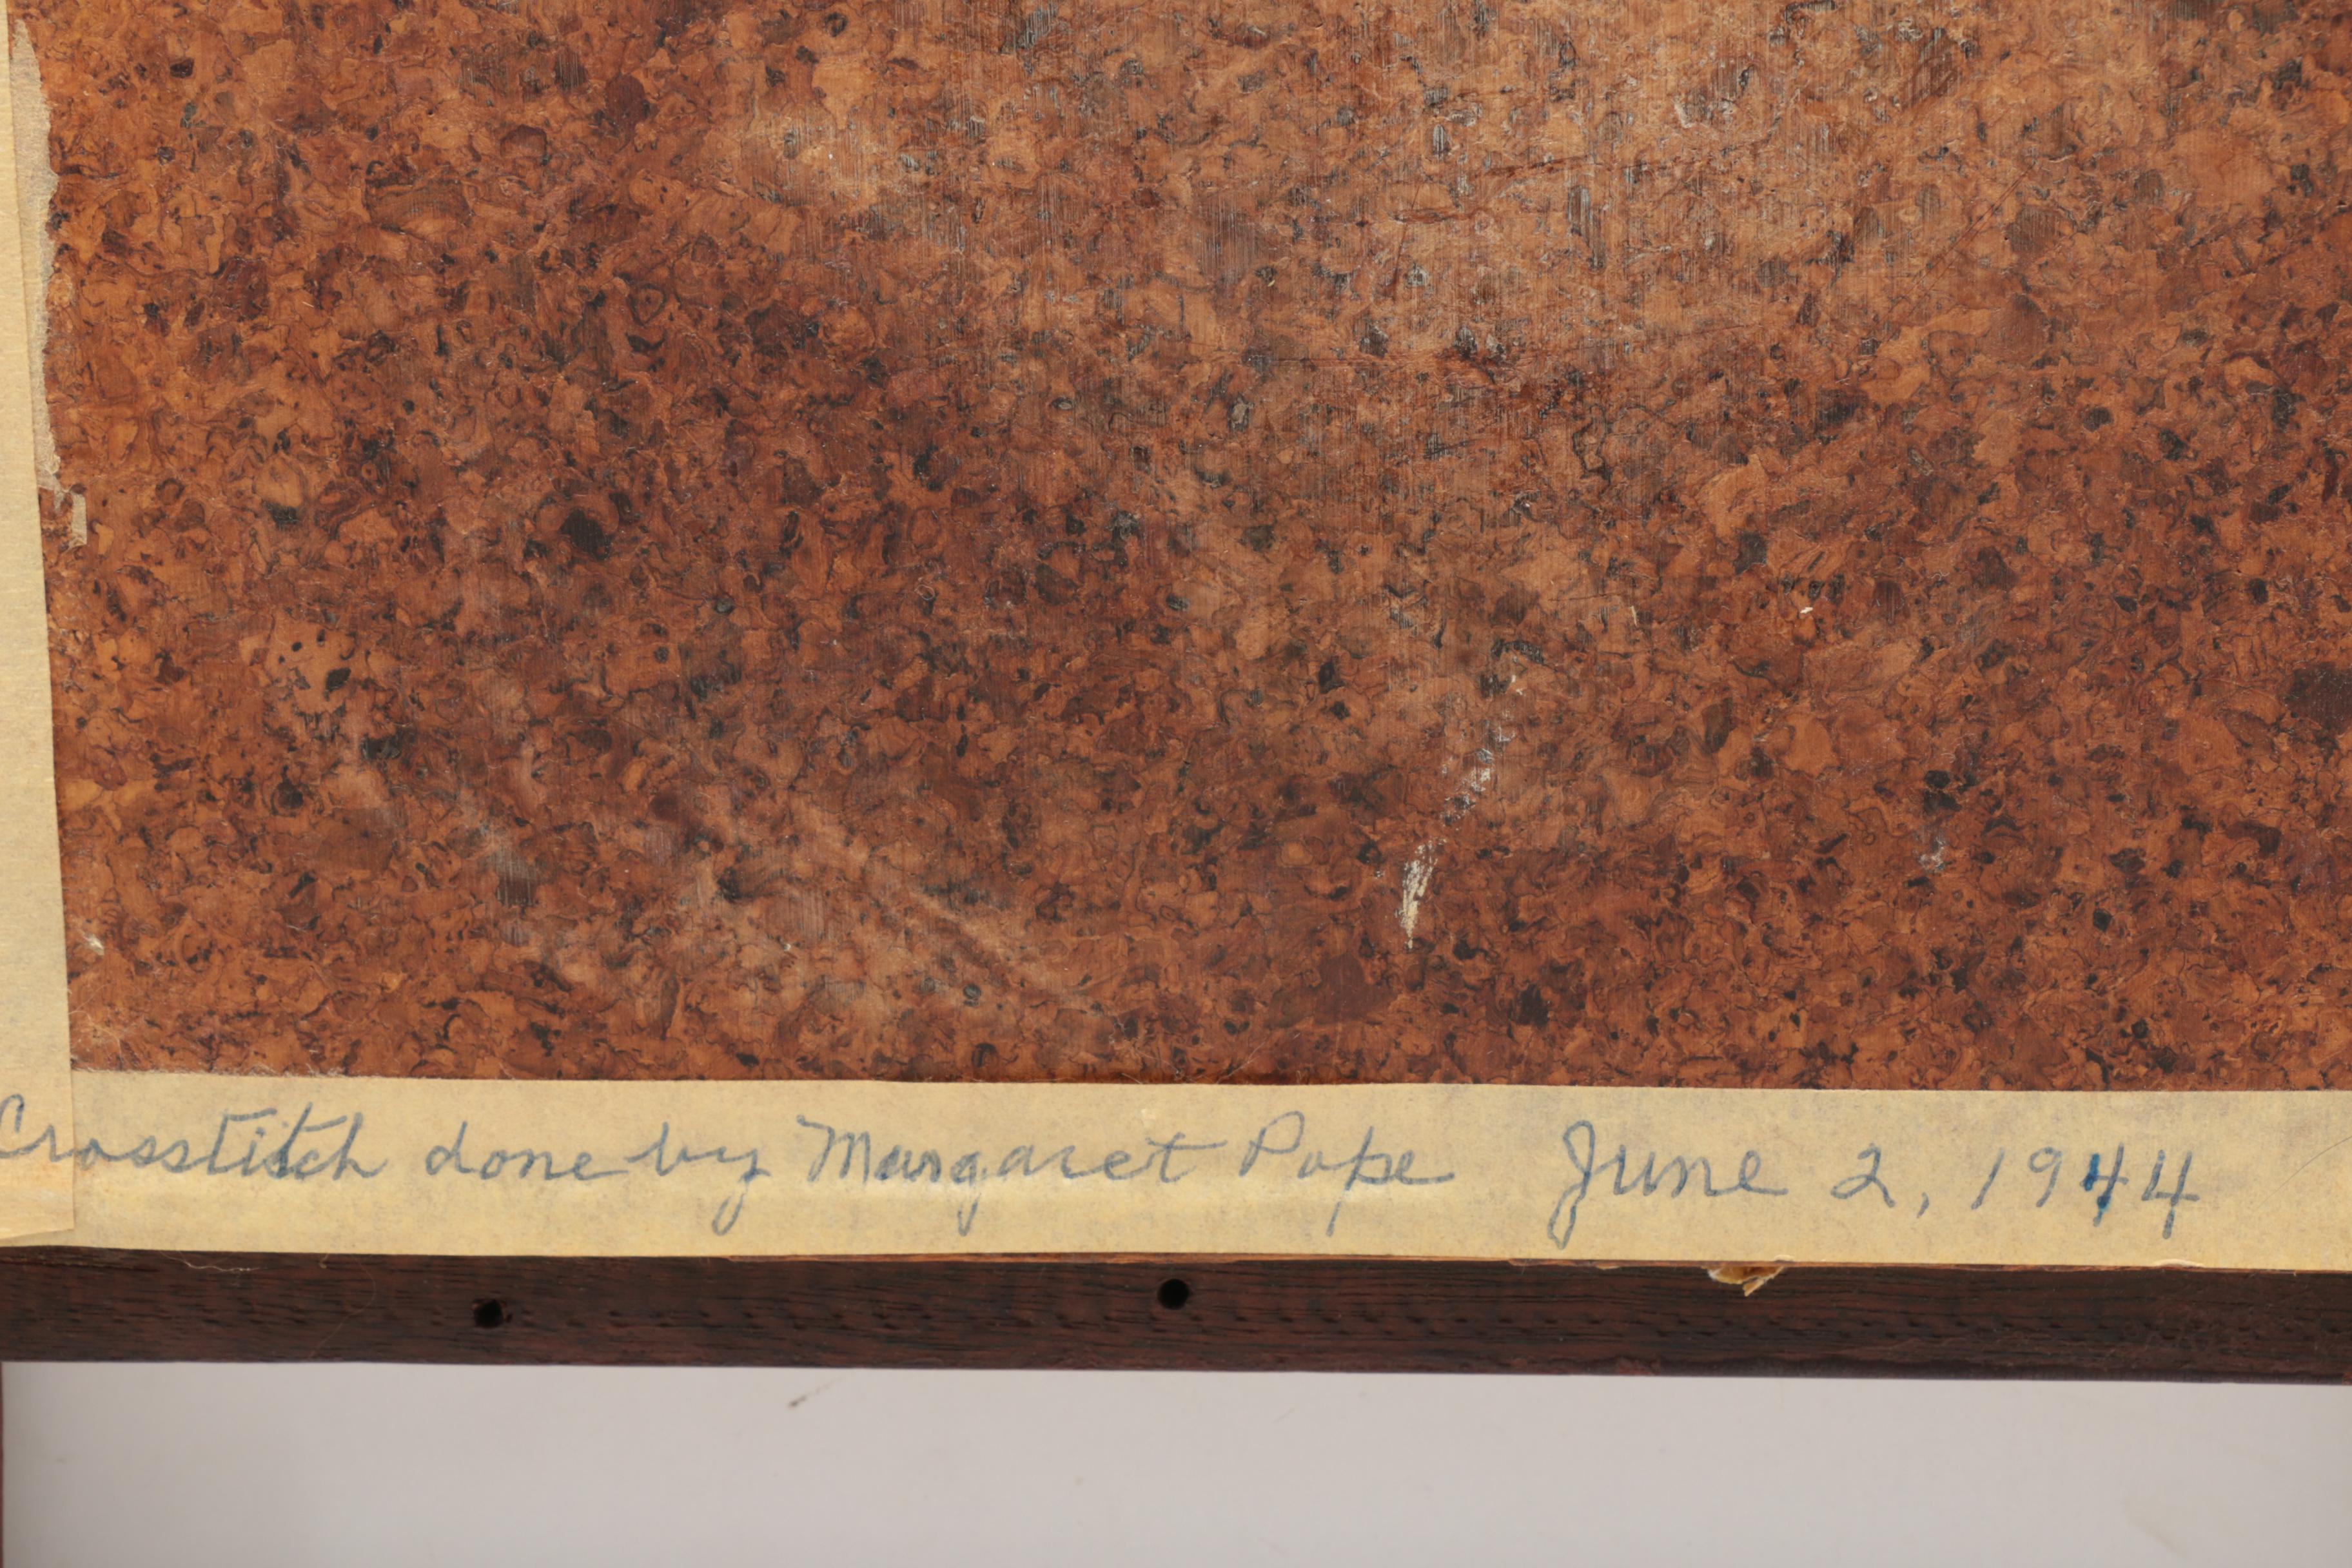 Crosstitch done by Margaret Pope June 2, 1944